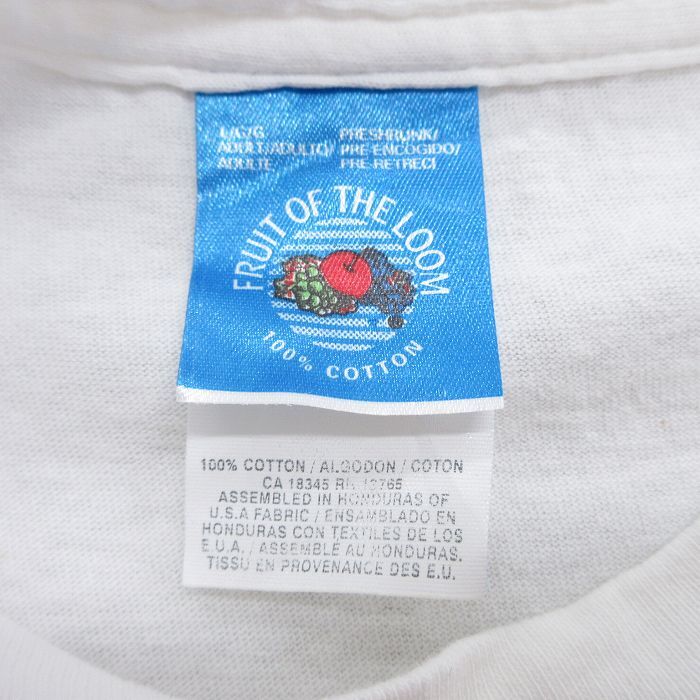 L/G/G PRESHRUNK/
ADULT/ADULTO/ PRE-ENCOGIDO/
ADULTE PRE-RETRECI
FRUIT OF THE LOOM
100% COTTON
100% COTTON / ALGODON / COTON
CA 18345 RN 13765
ASSEMBLED IN HONDURAS OF
U.S.A FABRIC / ENSAMBLADO EN
HONDURAS CON TEXTILES DE LOS
E.U.A. / ASSEMBLÉ AU HONDURAS.
TISSU EN PROVENANCE DES E.U.